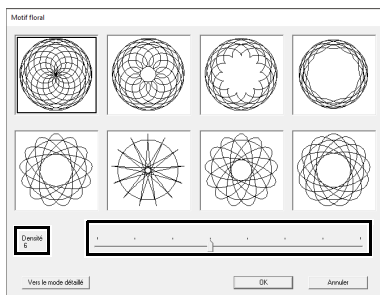 Motif floral
Densité
6
Vers le mode détaillé
OK
Annuler